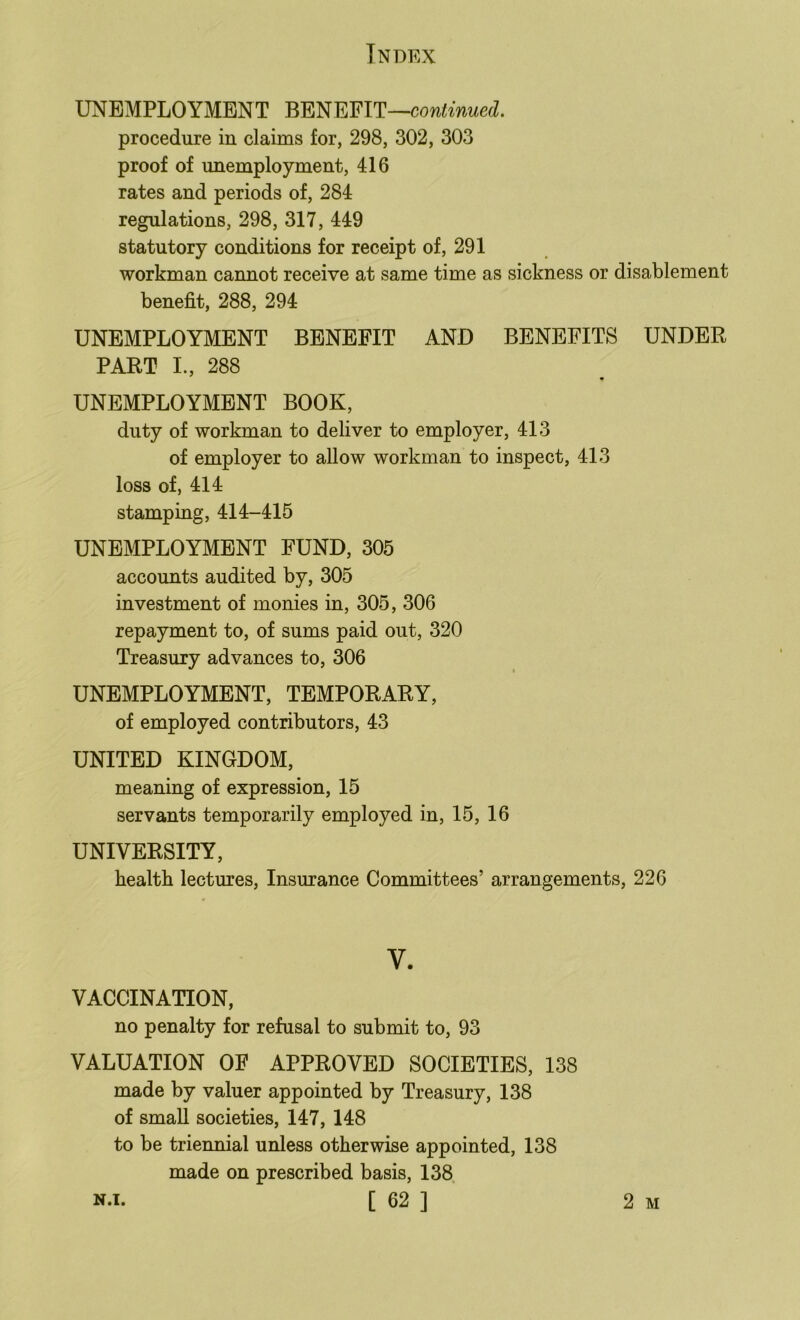 Index
UNEMPLOYMENT BENEFIT—continued.
procedure in claims for, 298, 302, 303
proof of unemployment, 416
rates and periods of, 284
regulations, 298, 317, 449
statutory conditions for receipt of, 291
workman cannot receive at same time as sickness or disablement
benefit, 288, 294
UNEMPLOYMENT BENEFIT AND BENEFITS UNDER
PART I., 288
UNEMPLOYMENT BOOK,
duty of workman to deliver to employer, 413
of employer to allow workman to inspect, 413
loss of, 414
stamping, 414–415
UNEMPLOYMENT FUND, 305
accounts audited by, 305
investment of monies in, 305, 306
repayment to, of sums paid out, 320
Treasury advances to, 306
UNEMPLOYMENT, TEMPORARY,
of employed contributors, 43
UNITED KINGDOM,
meaning of expression, 15
servants temporarily employed in, 15, 16
UNIVERSITY,
health lectures, Insurance Committees’ arrangements, 226
V.
VACCINATION,
no penalty for refusal to submit to, 93
VALUATION OF APPROVED SOCIETIES, 138
made by valuer appointed by Treasury, 138
of small societies, 147, 148
to be triennial unless otherwise appointed, 138
made on prescribed basis, 138
N.I. [ 62 ] 2 M